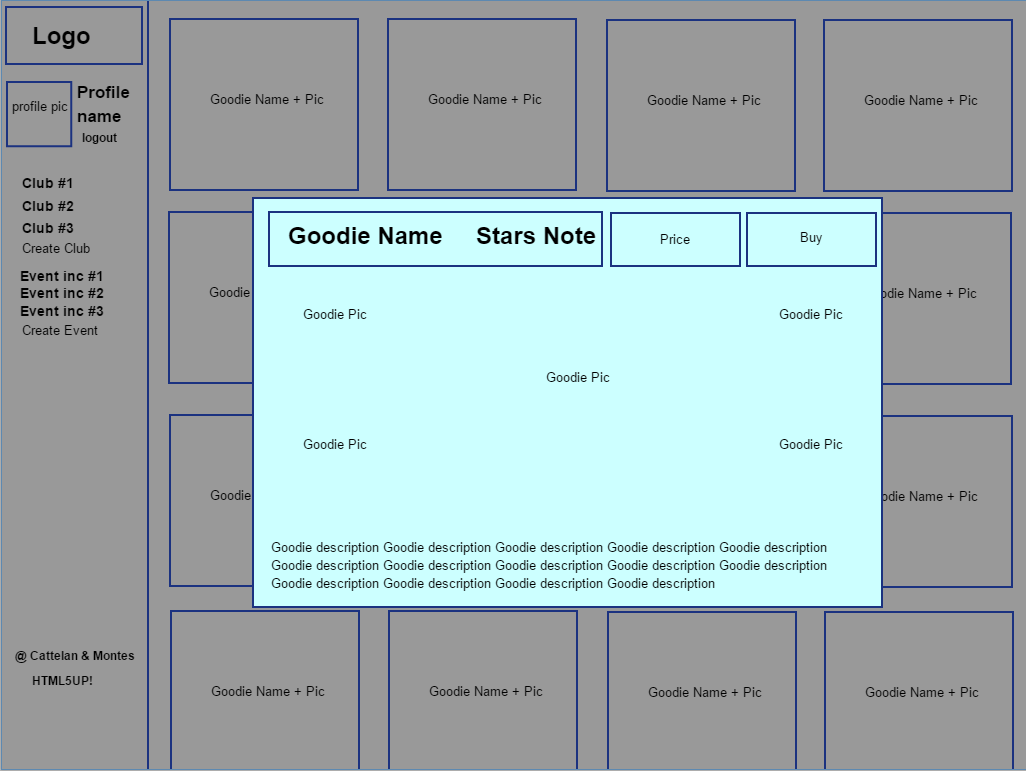 Logo
profile pic
Profile
name
logout
Club #1
Club #2
Club #3
Create Club
Event inc #1
Event inc #2
Event inc #3
Create Event
@ Cattelan & Montes
HTML5UP!
Goodie Name + Pic
Goodie Name + Pic
Goodie Name + Pic
Goodie Name + Pic
Goodie
odie Name + Pic
Goodie Name Stars Note
Price
Buy
Goodie Pic
Goodie Pic
Goodie Pic
Goodie Pic
Goodie Pic
Goodie
odie Name + Pic
Goodie description Goodie description Goodie description Goodie description Goodie description
Goodie description Goodie description Goodie description Goodie description Goodie description
Goodie description Goodie description Goodie description Goodie description
Goodie Name + Pic
Goodie Name + Pic
Goodie Name + Pic
Goodie Name + Pic